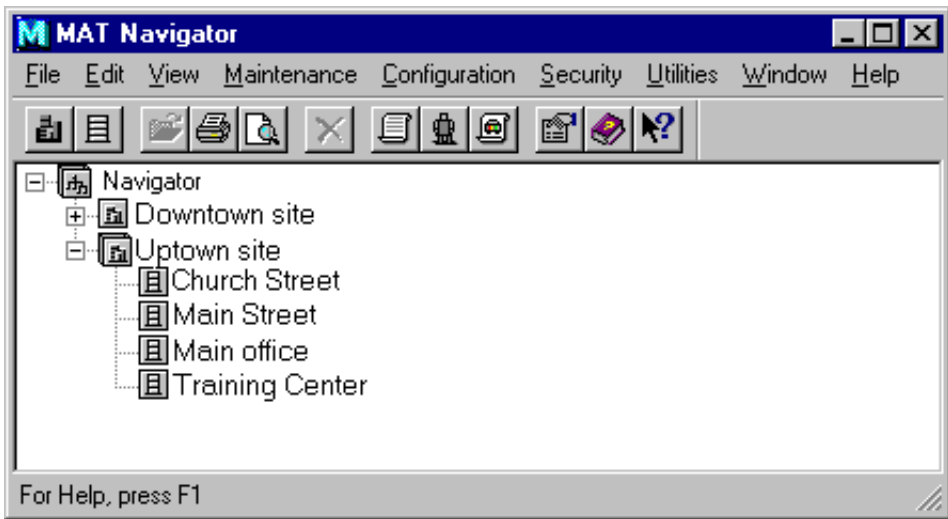 MAT Navigator
File Edit View Maintenance Configuration Security Utilities Window Help
Navigator
Downtown site
Uptown site
Church Street
Main Street
Main office
Training Center
For Help, press F1